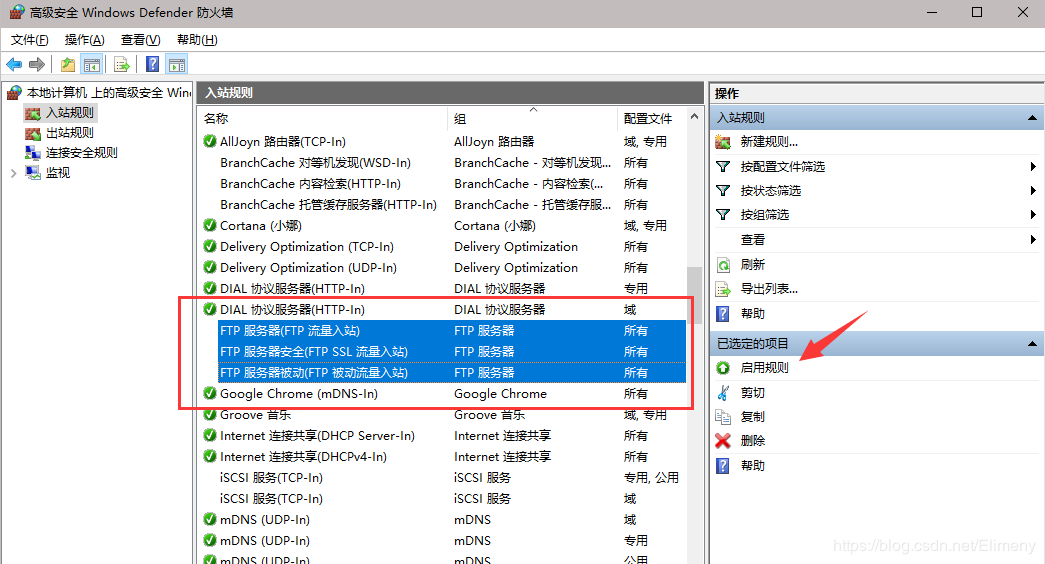 高级安全 Windows Defender 防火墙
文件(F) 操作(A) 查看(V) 帮助(H)
本地计算机 上的高级安全 Win
入站规则
出站规则
连接安全规则
监视
入站规则
名称 组 配置文件
AllJoyn 路由器(TCP-In) AllJoyn 路由器 域, 专用
BranchCache 对等机发现(WSD-In) BranchCache - 对等机发现... 所有
BranchCache 内容检索(HTTP-In) BranchCache - 内容检索(... 所有
BranchCache 托管缓存服务器(HTTP-In) BranchCache - 托管缓存服... 所有
Cortana (小娜) Cortana (小娜) 域, 专用
Delivery Optimization (TCP-In) Delivery Optimization 所有
Delivery Optimization (UDP-In) Delivery Optimization 所有
DIAL 协议服务器(HTTP-In) DIAL 协议服务器 专用
DIAL 协议服务器(HTTP-In) DIAL 协议服务器 域
FTP 服务器(FTP 流量入站) FTP 服务器 所有
FTP 服务器安全(FTP SSL 流量入站) FTP 服务器 所有
FTP 服务器被动(FTP 被动流量入站) FTP 服务器 所有
Google Chrome (mDNS-In) Google Chrome 所有
Groove 音乐 Groove 音乐 域, 专用
Internet 连接共享(DHCP Server-In) Internet 连接共享 所有
Internet 连接共享(DHCPv4-In) Internet 连接共享 所有
iSCSI 服务(TCP-In) iSCSI 服务 专用, 公用
iSCSI 服务(TCP-In) iSCSI 服务 域
mDNS (UDP-In) mDNS 域
mDNS (UDP-In) mDNS 专用
mDNS (UDP-In) mDNS 公用
操作
入站规则
新建规则...
按配置文件筛选
按状态筛选
按组筛选
查看
刷新
导出列表...
帮助
已选定的项目
启用规则
剪切
复制
删除
帮助
https://blog.csdn.net/Elimeny